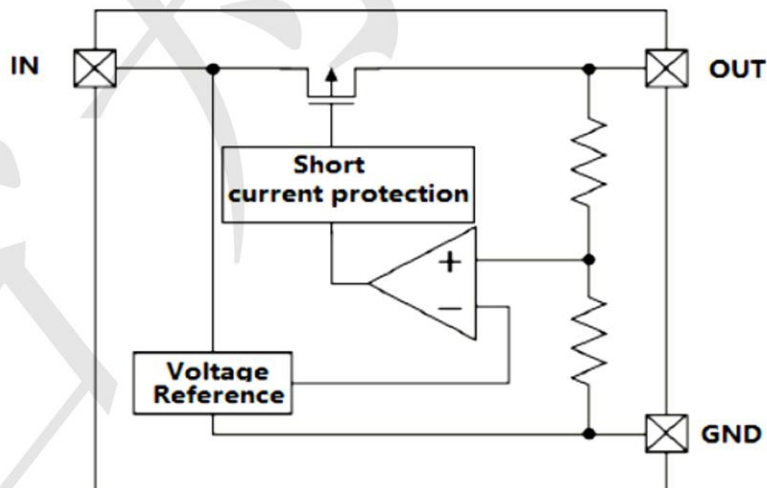 IN
OUT
Short
current protection
+
−
Voltage
Reference
GND